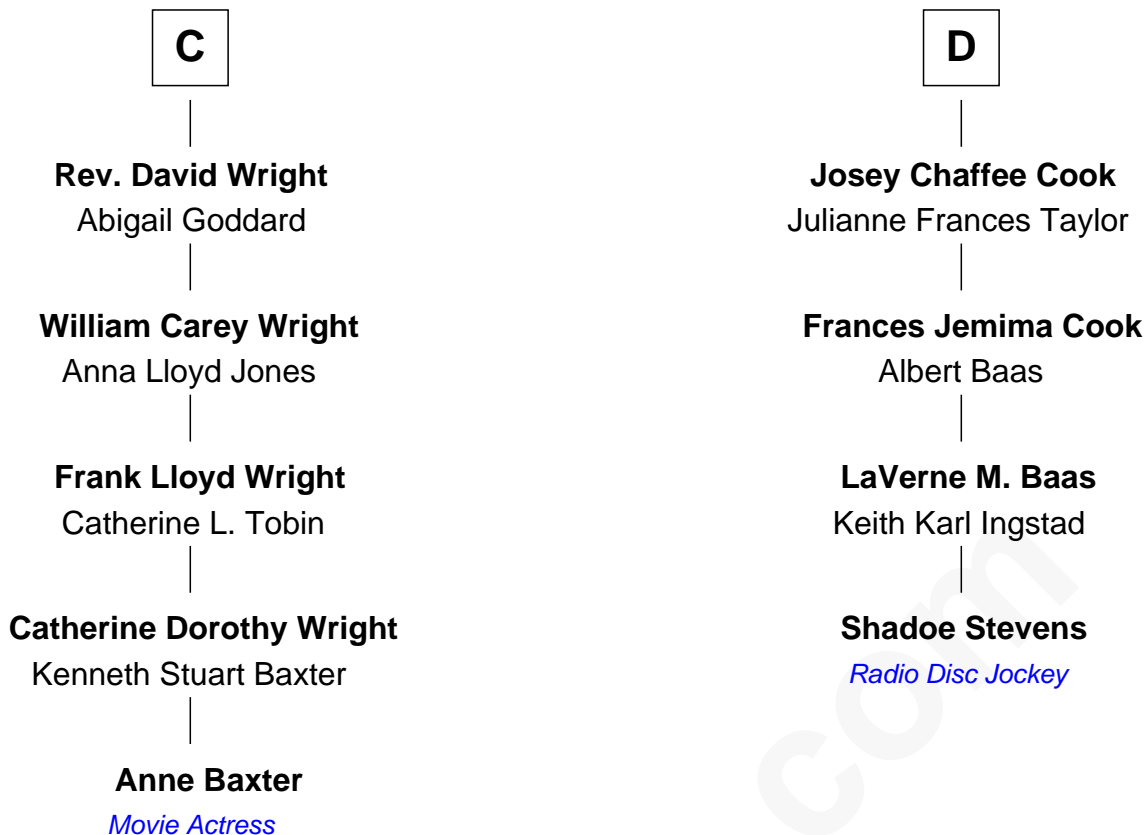 C
Rev. David Wright
Abigail Goddard
William Carey Wright
Anna Lloyd Jones
Frank Lloyd Wright
Catherine L. Tobin
Catherine Dorothy Wright
Kenneth Stuart Baxter
Anne Baxter
Movie Actress
D
Josey Chaffee Cook
Julianne Frances Taylor
Frances Jemima Cook
Albert Baas
LaVerne M. Baas
Keith Karl Ingstad
Shadoe Stevens
Radio Disc Jockey
com